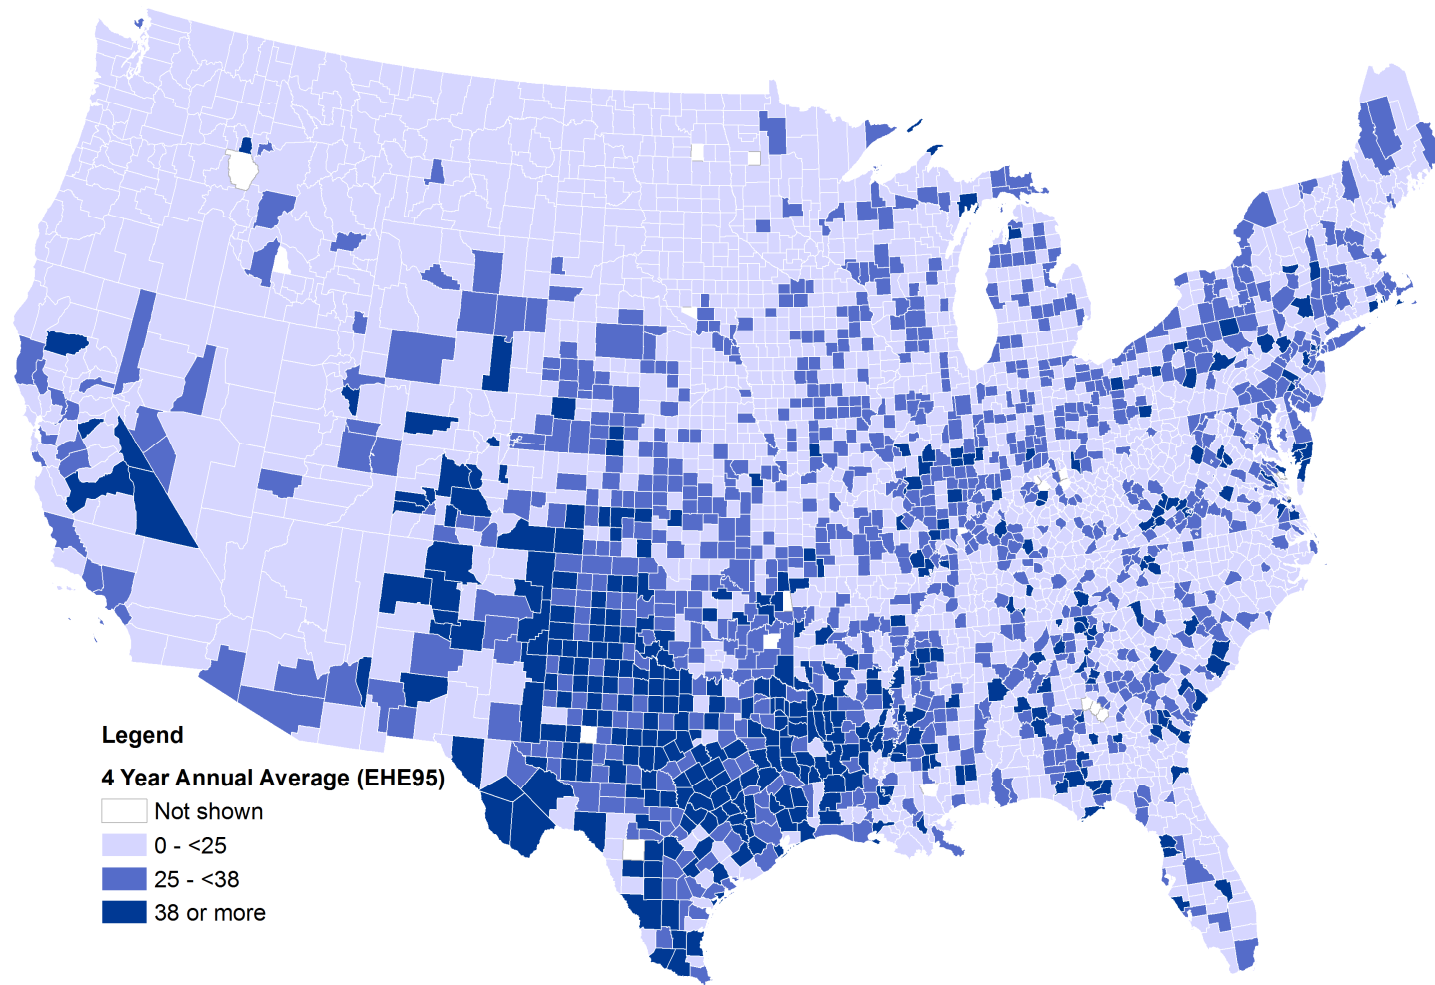 Legend
4 Year Annual Average (EHE95)
Not shown
0 - <25
25 - <38
38 or more